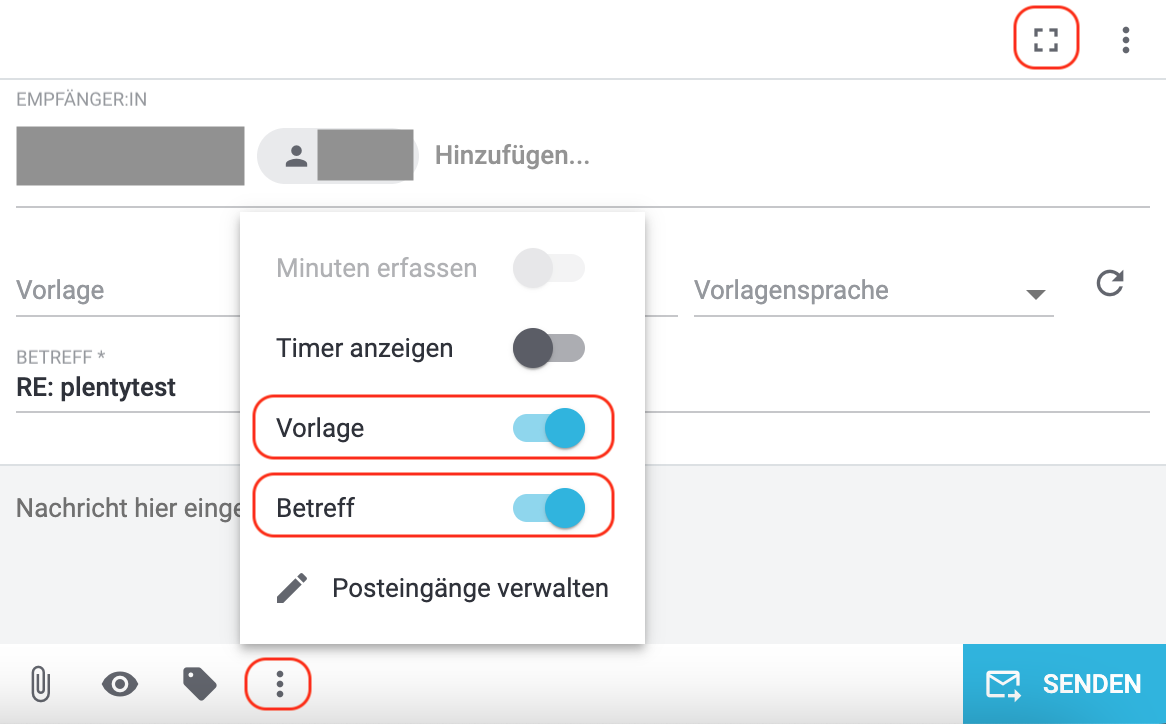 EMPFÄNGER:IN
Hinzufügen...
Minuten erfassen
Vorlage
Vorlagensprache
Timer anzeigen
BETREFF *
RE: plentytest
Vorlage
Betreff
Nachricht hier einge
Posteingänge verwalten
SENDEN